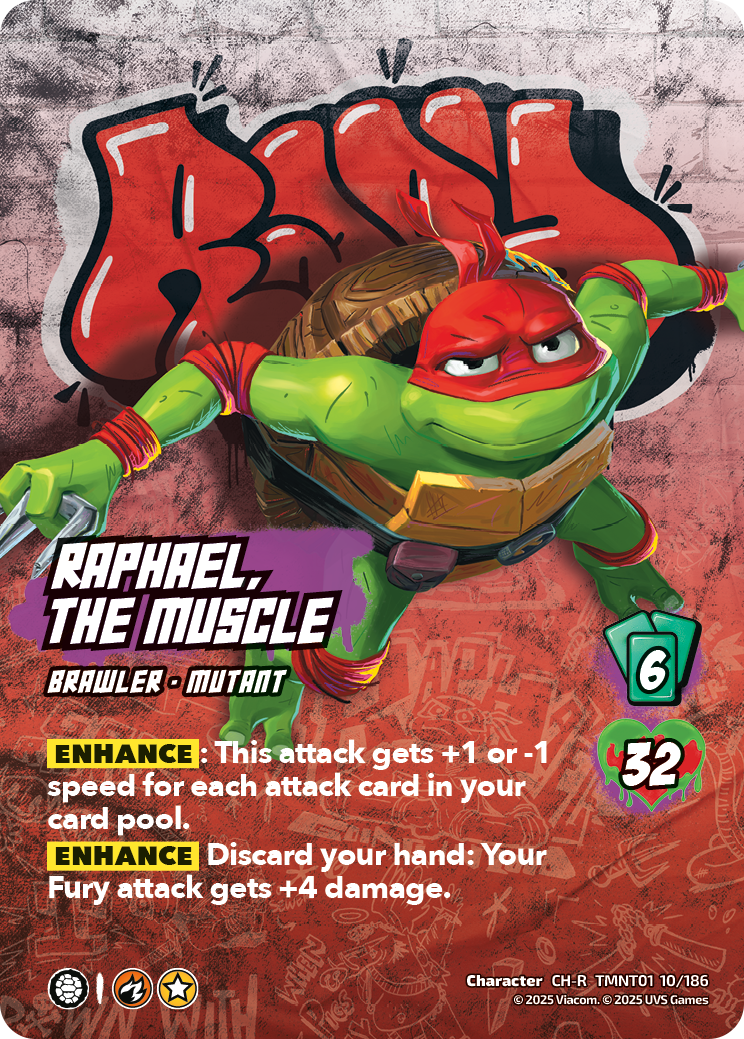 RAPH
RAPHAEL,
THE MUSCLE
BRAWLER · MUTANT
6
32
ENHANCE : This attack gets +1 or -1
speed for each attack card in your
card pool.
ENHANCE Discard your hand: Your
Fury attack gets +4 damage.
Character CH-R TMNT01 10/186
© 2025 Viacom. © 2025 UVS Games